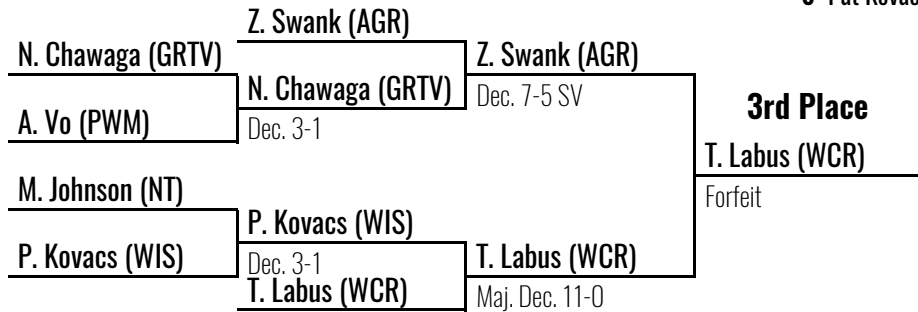 Z. Swank (AGR)
N. Chawaga (GRTV)
Z. Swank (AGR)
N. Chawaga (GRTV)
Dec. 7-5 SV
A. Vo (PWM)
Dec. 3-1
3rd Place
T. Labus (WCR)
M. Johnson (NT)
Forfeit
P. Kovacs (WIS)
P. Kovacs (WIS)
Dec. 3-1
T. Labus (WCR)
T. Labus (WCR)
Maj. Dec. 11-0